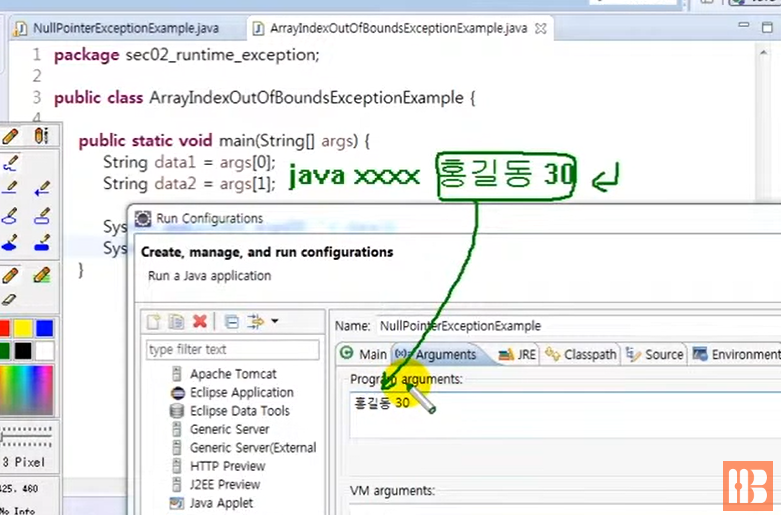 NullPointerExceptionExample.java
ArrayIndexOutOfBoundsExceptionExample.java
1 package sec02_runtime_exception;
2
3 public class ArrayIndexOutOfBoundsExceptionExample {
4
public static void main(String[] args) {
String data1 = args[0];
String data2 = args[1];
java xxxx 홍길동 30
Sys
Sys
}
Run Configurations
Create, manage, and run configurations
Run a Java application
Name: NullPointerExceptionExample
type filter text
Main Arguments JRE Classpath Source Environment
Apache Tomcat
Eclipse Application
Eclipse Data Tools
Generic Server
Generic Server(External
HTTP Preview
J2EE Preview
Java Applet
Program arguments:
홍길동 30
VM arguments:
3 Pixel
425, 460
No Info